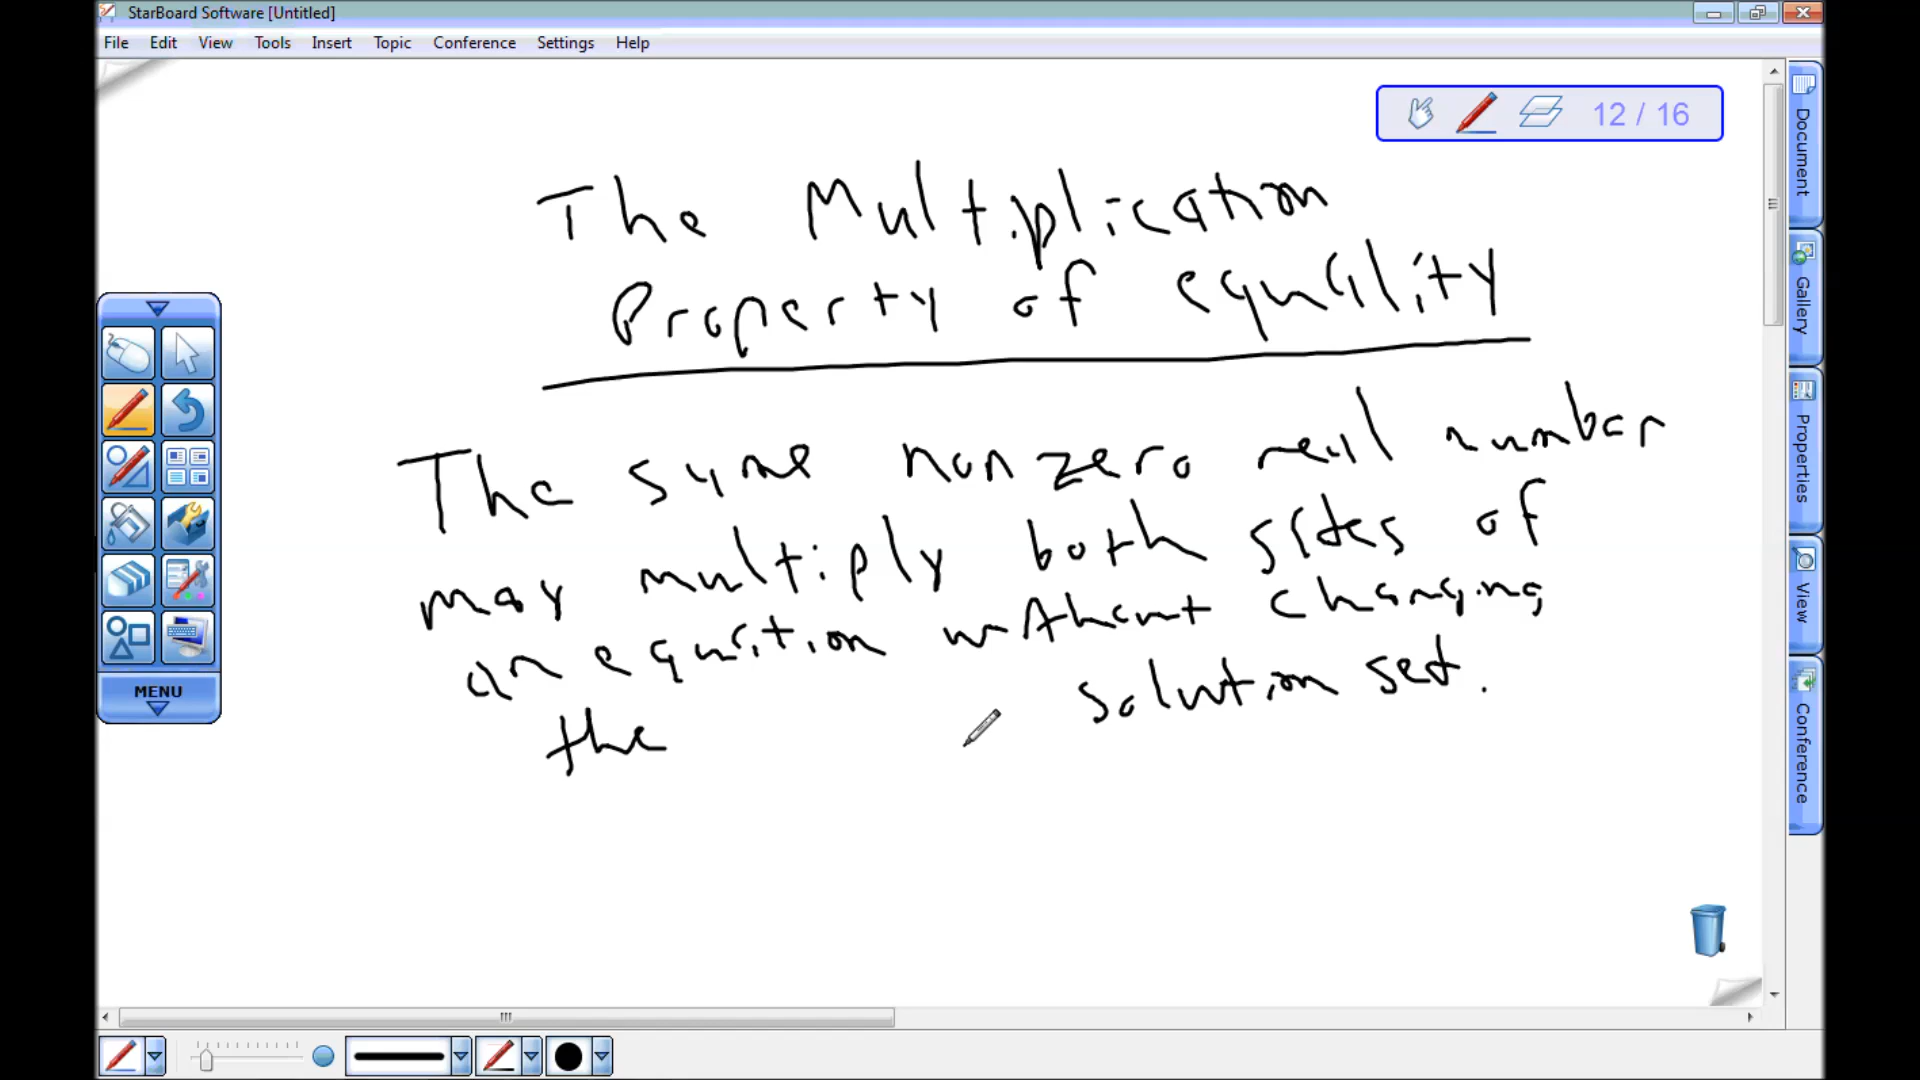 StarBoard Software [Untitled]
File Edit View Tools Insert Topic Conference Settings Help
12 / 16
The Multiplication
Property of equality
The same nonzero real number
may multiply both sides of
an equation without changing
the solution set.
MENU
Document
Gallery
Properties
View
Conference